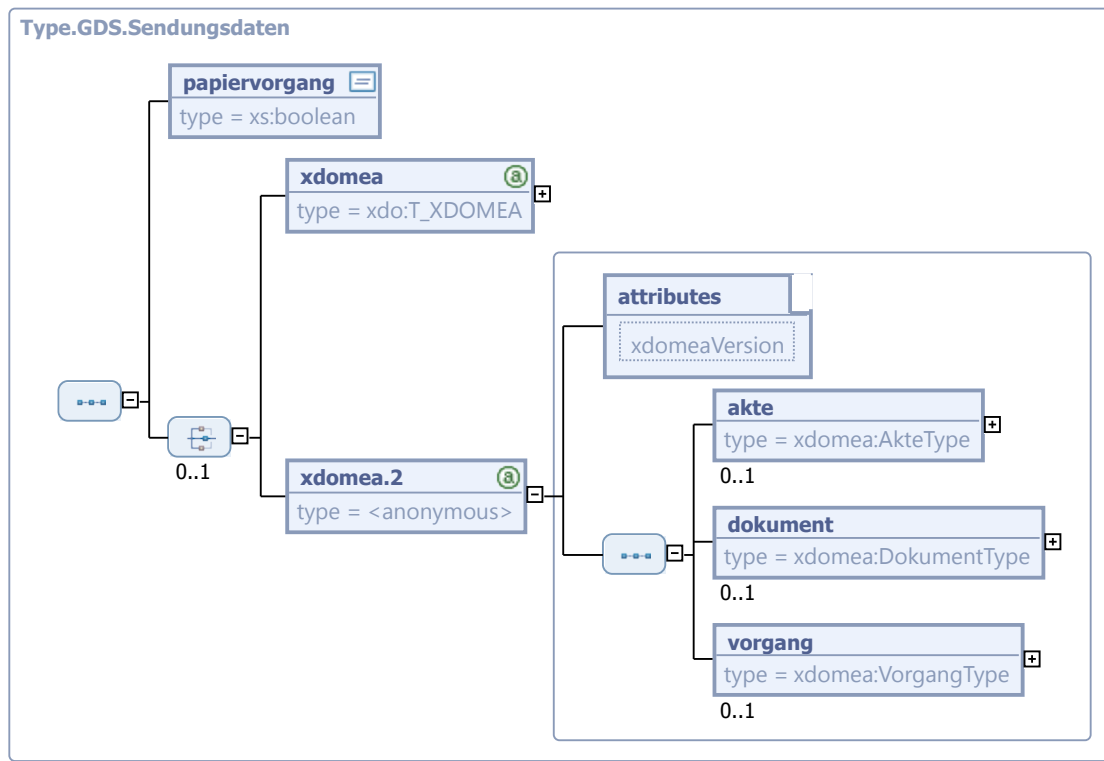 Type.GDS.Sendungsdaten
papiervorgang
type = xs:boolean
xdomea
type = xdo:T_XDOMEA
attributes
xdomeaVersion
akte
type = xdomea:AkteType
0..1
0..1
xdomea.2
type = <anonymous>
dokument
type = xdomea:DokumentType
0..1
vorgang
type = xdomea:VorgangType
0..1